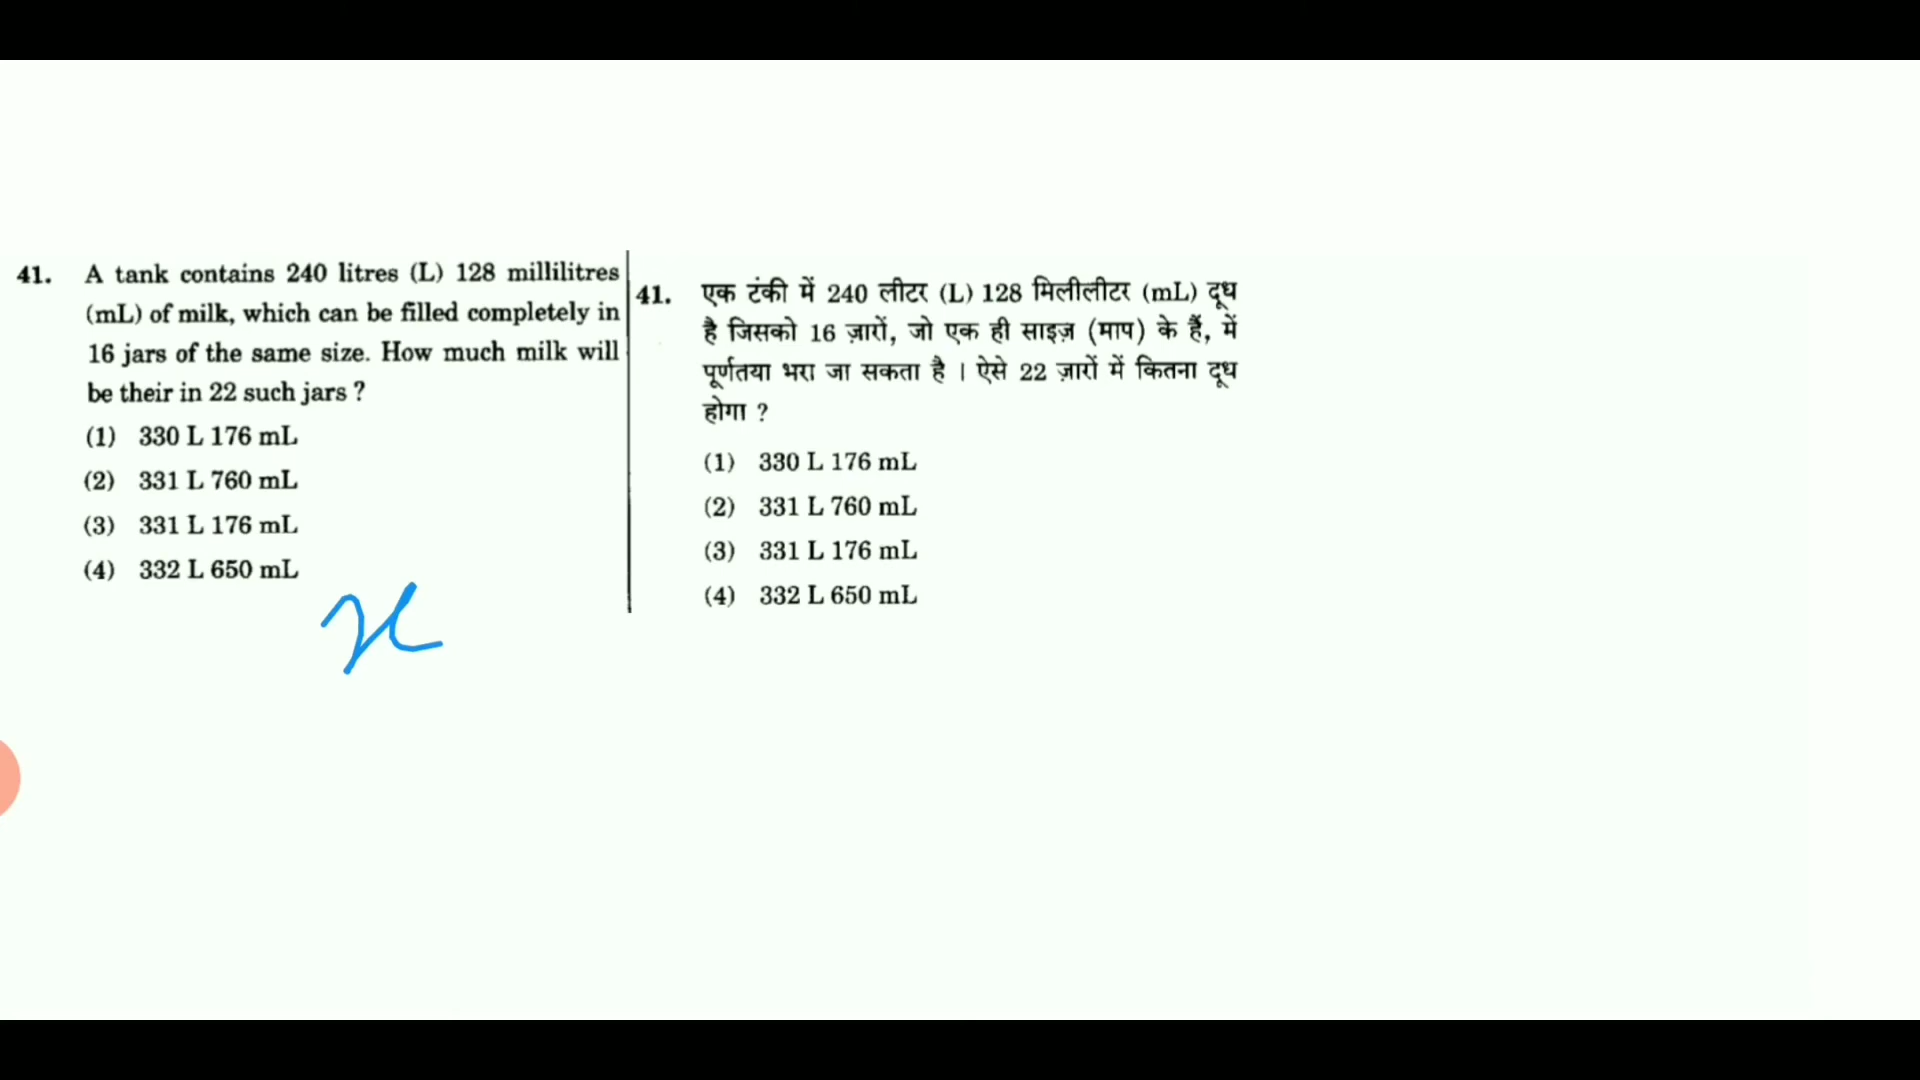 41. A tank contains 240 litres (L) 128 millilitres
(mL) of milk, which can be filled completely in
16 jars of the same size. How much milk will
be their in 22 such jars ?
(1) 330 L 176 mL
(2) 331 L 760 mL
(3) 331 L 176 mL
(4) 332 L 650 mL
x
41. एक टंकी में 240 लीटर (L) 128 मिलीलीटर (mL) दूध
है जिसको 16 ज़ारों, जो एक ही साइज़ (माप) के हैं, में
पूर्णतया भरा जा सकता है । ऐसे 22 ज़ारों में कितना दूध
होगा ?
(1) 330 L 176 mL
(2) 331 L 760 mL
(3) 331 L 176 mL
(4) 332 L 650 mL